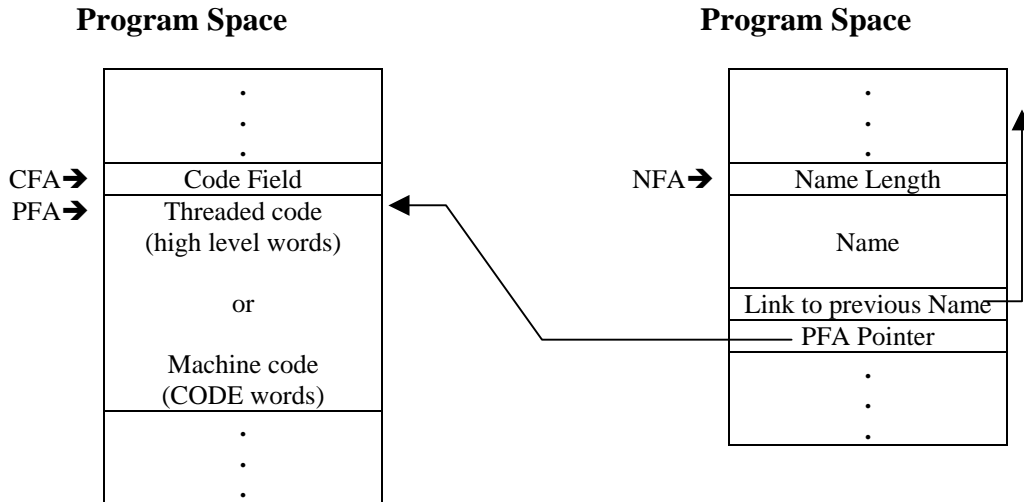 Program Space
CFA➔
Code Field
PFA➔
Threaded code
(high level words)
or
Machine code
(CODE words)
Program Space
NFA➔
Name Length
Name
Link to previous Name
PFA Pointer